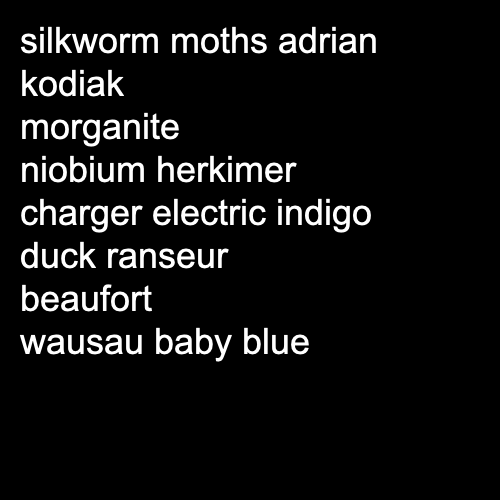 silkworm moths adrian
kodiak
morganite
niobium herkimer
charger electric indigo
duck ranseur
beaufort
wausau baby blue